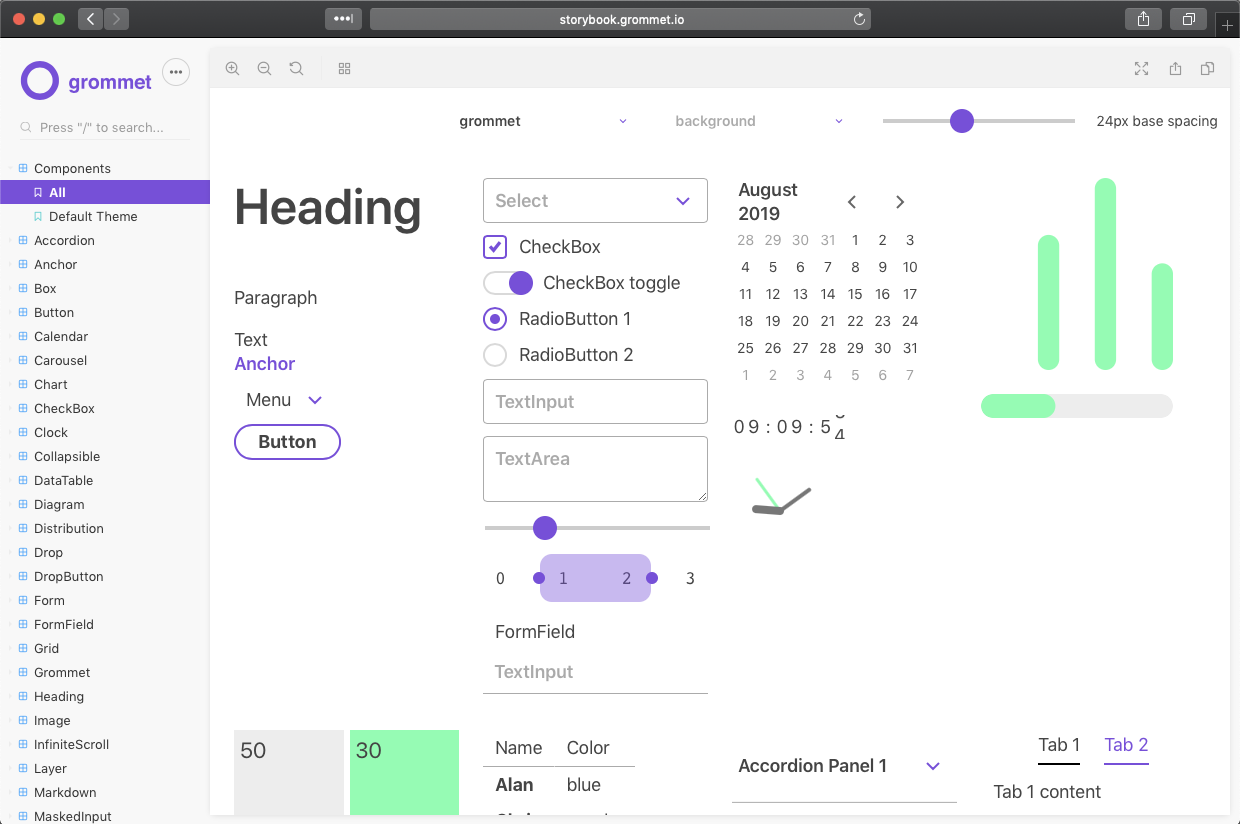 storybook.grommet.io
grommet
Press "/" to search...
Components
All
Default Theme
Accordion
Anchor
Box
Button
Calendar
Carousel
Chart
CheckBox
Clock
Collapsible
DataTable
Diagram
Distribution
Drop
DropButton
Form
FormField
Grid
Grommet
Heading
Image
InfiniteScroll
Layer
Markdown
MaskedInput
grommet
background
24px base spacing
Heading
Paragraph
Text
Anchor
Menu
Button
Select
CheckBox
CheckBox toggle
RadioButton 1
RadioButton 2
TextInput
TextArea
0 1 2 3
FormField
TextInput
August
2019
28 29 30 31 1 2 3
4 5 6 7 8 9 10
11 12 13 14 15 16 17
18 19 20 21 22 23 24
25 26 27 28 29 30 31
1 2 3 4 5 6 7
09:09:5
50
30
Name Color
Alan blue
Accordion Panel 1
Tab 1 Tab 2
Tab 1 content